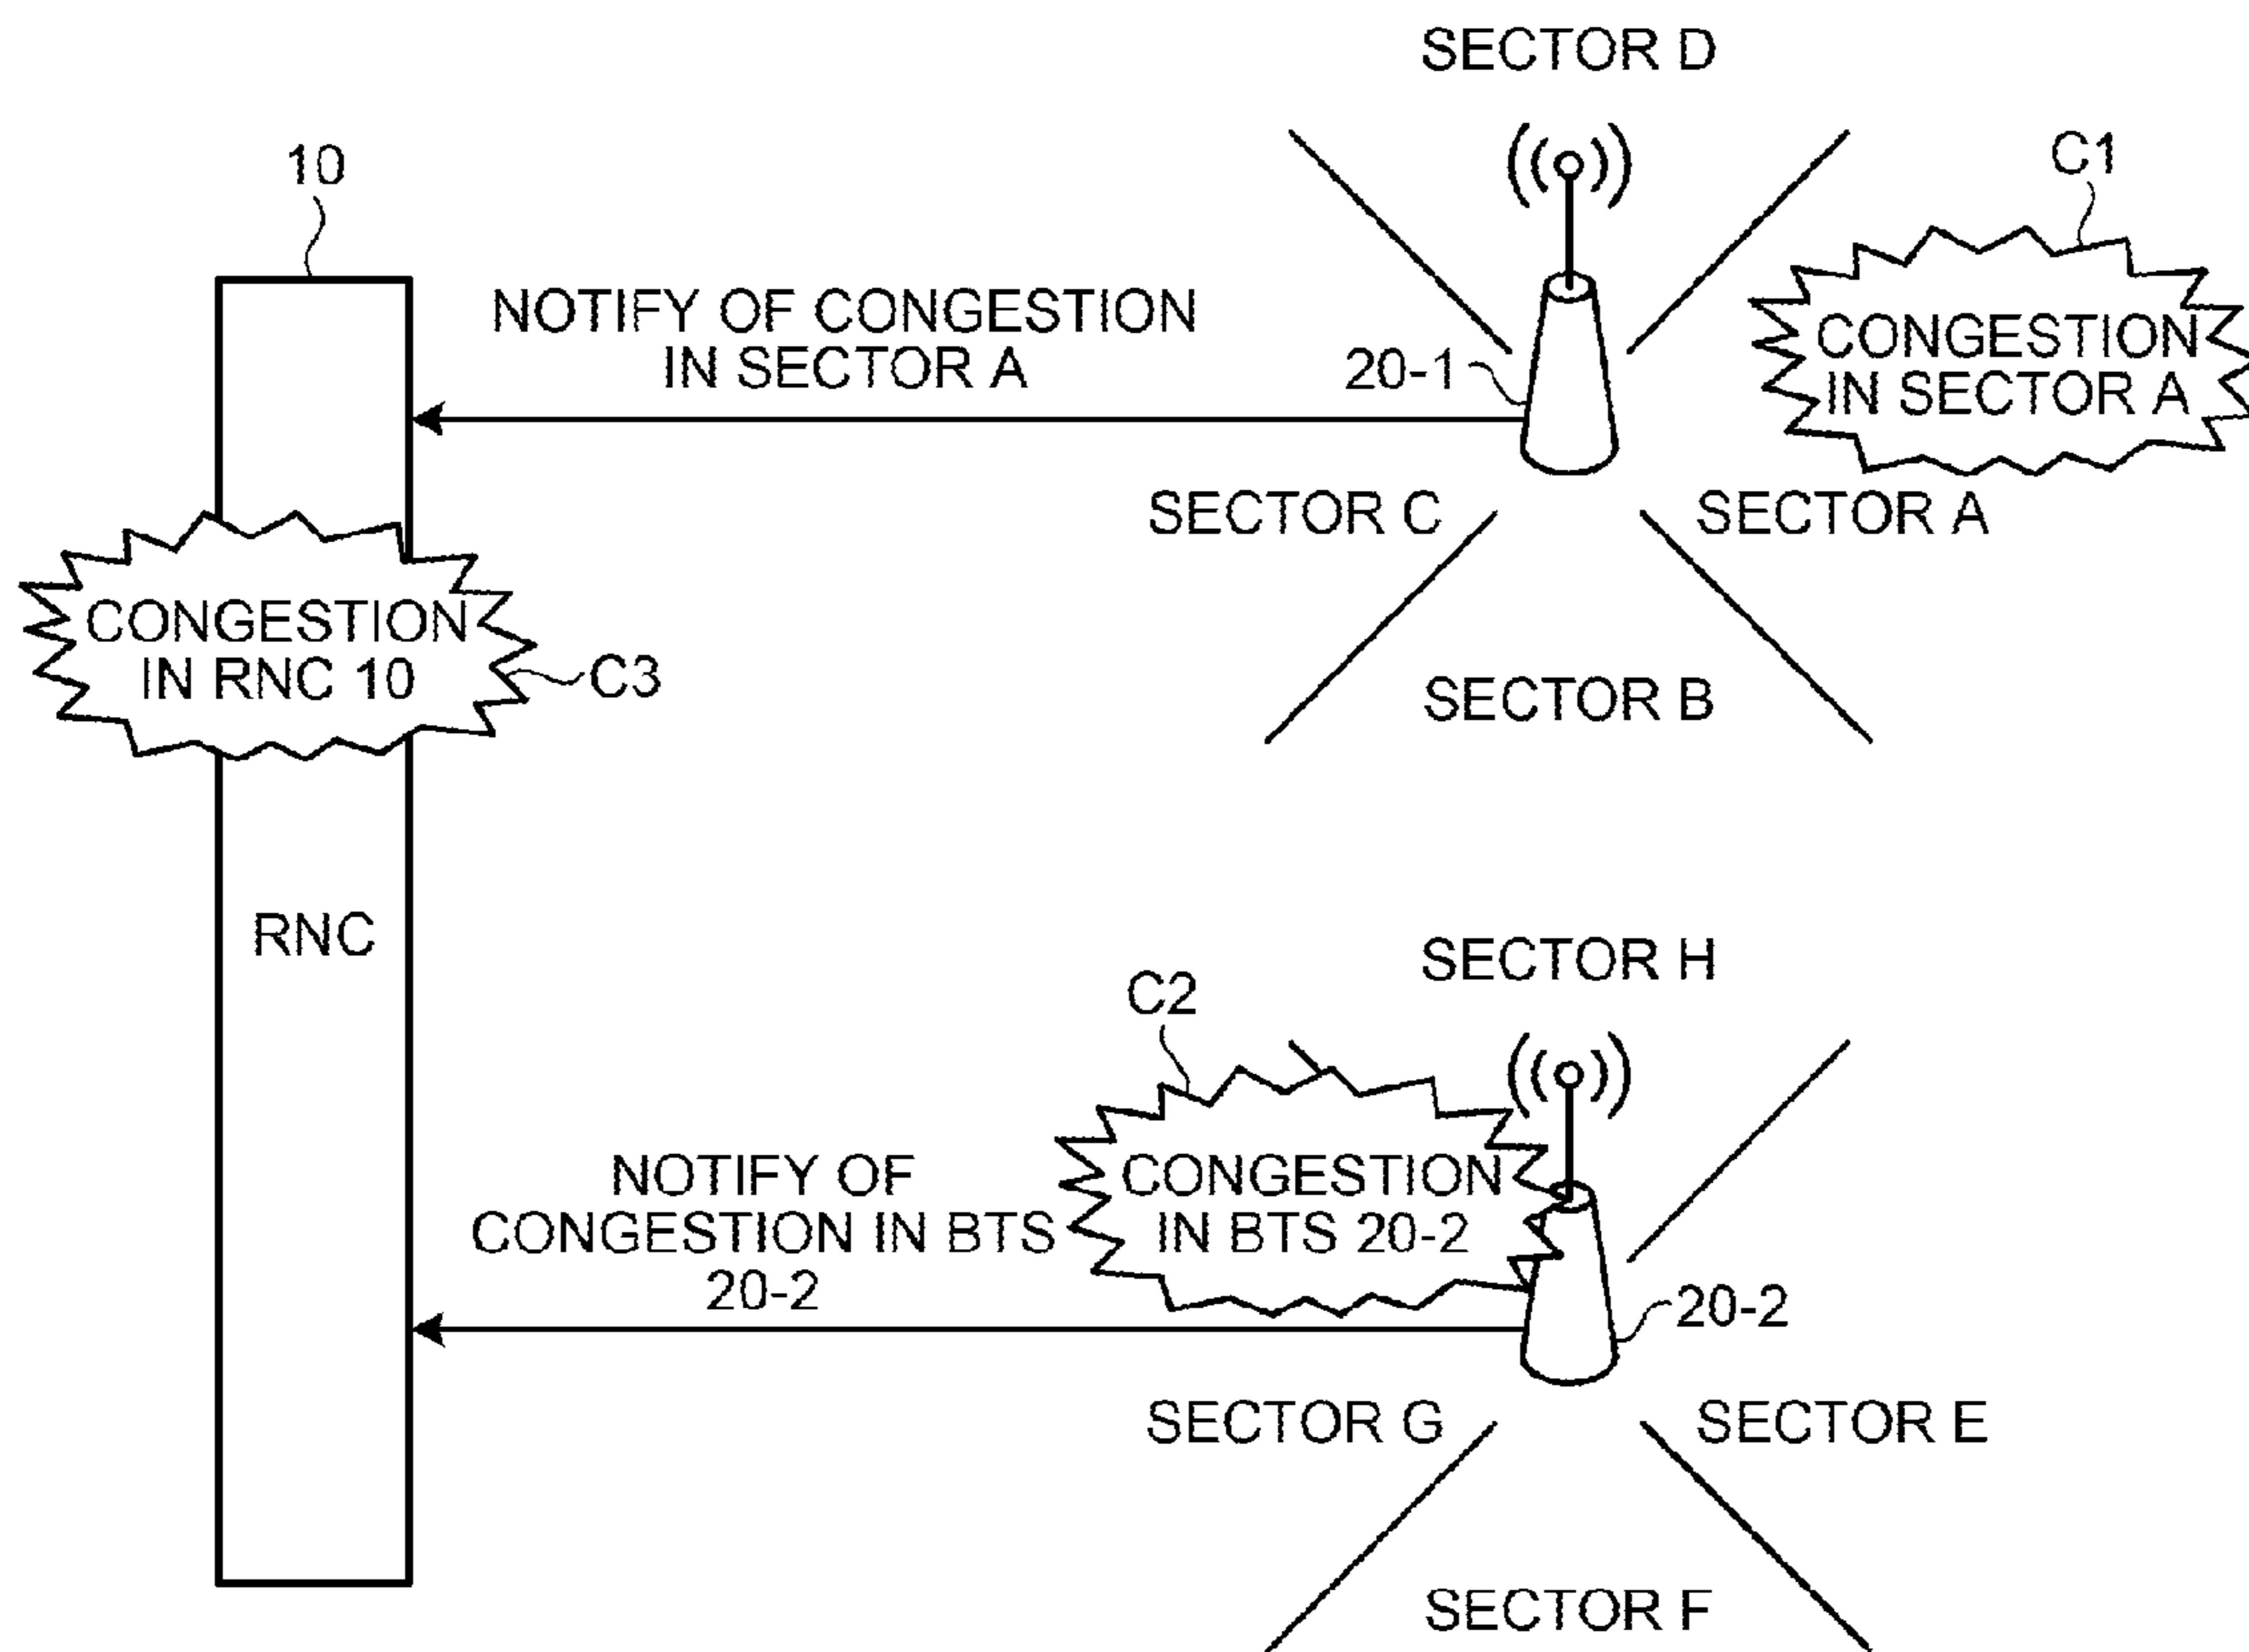 SECTOR D
10
C1
NOTIFY OF CONGESTION
IN SECTOR A
20-1
CONGESTION
IN SECTOR A
SECTOR C
SECTOR A
CONGESTION
IN RNC 10
C3
SECTOR B
RNC
SECTOR H
C2
NOTIFY OF
CONGESTION IN BTS
20-2
CONGESTION
IN BTS 20-2
20-2
SECTOR G
SECTOR E
SECTOR F